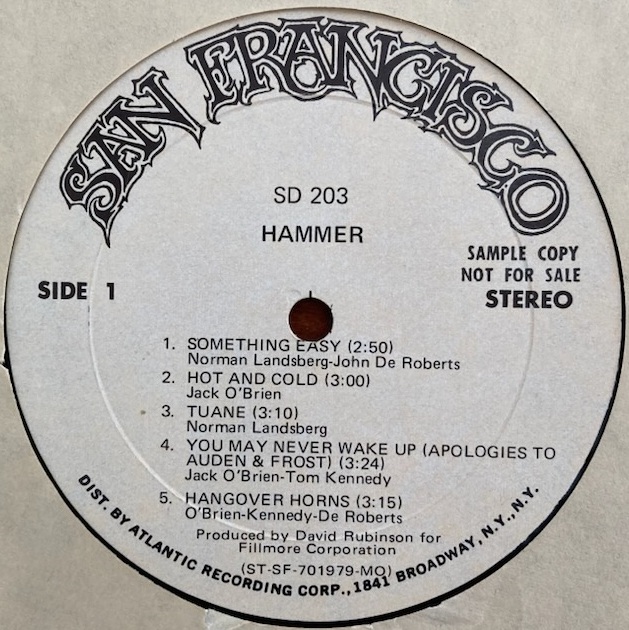 SAN FRANCISCO
SD 203
HAMMER
SAMPLE COPY
NOT FOR SALE
SIDE 1
STEREO
1. SOMETHING EASY (2:50)
Norman Landsberg-John De Roberts
2. HOT AND COLD (3:00)
Jack O'Brien
3. TUANE (3:10)
Norman Landsberg
4. YOU MAY NEVER WAKE UP (APOLOGIES TO
AUDEN & FROST) (3:24)
Jack O'Brien-Tom Kennedy
5. HANGOVER HORNS (3:15)
O'Brien-Kennedy-De Roberts
Produced by David Rubinson for
Fillmore Corporation
(ST-SF-701979-MO)
DIST. BY ATLANTIC RECORDING CORP., 1841 BROADWAY, N.Y., N.Y.